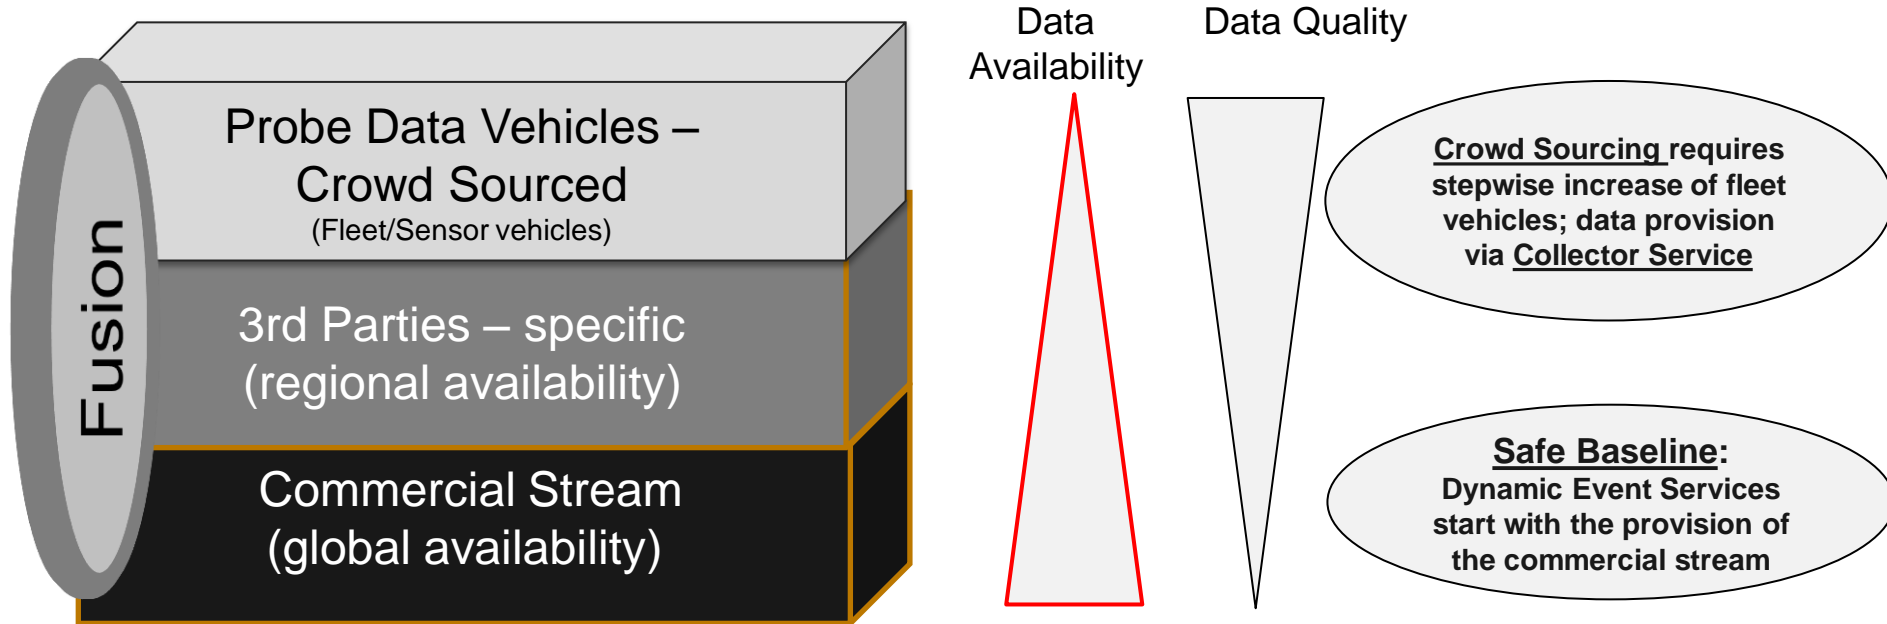 Fusion
Probe Data Vehicles –
Crowd Sourced
(Fleet/Sensor vehicles)
3rd Parties – specific
(regional availability)
Commercial Stream
(global availability)
Data
Availability
Data Quality
Crowd Sourcing requires
stepwise increase of fleet
vehicles; data provision
via Collector Service
Safe Baseline:
Dynamic Event Services
start with the provision of
the commercial stream